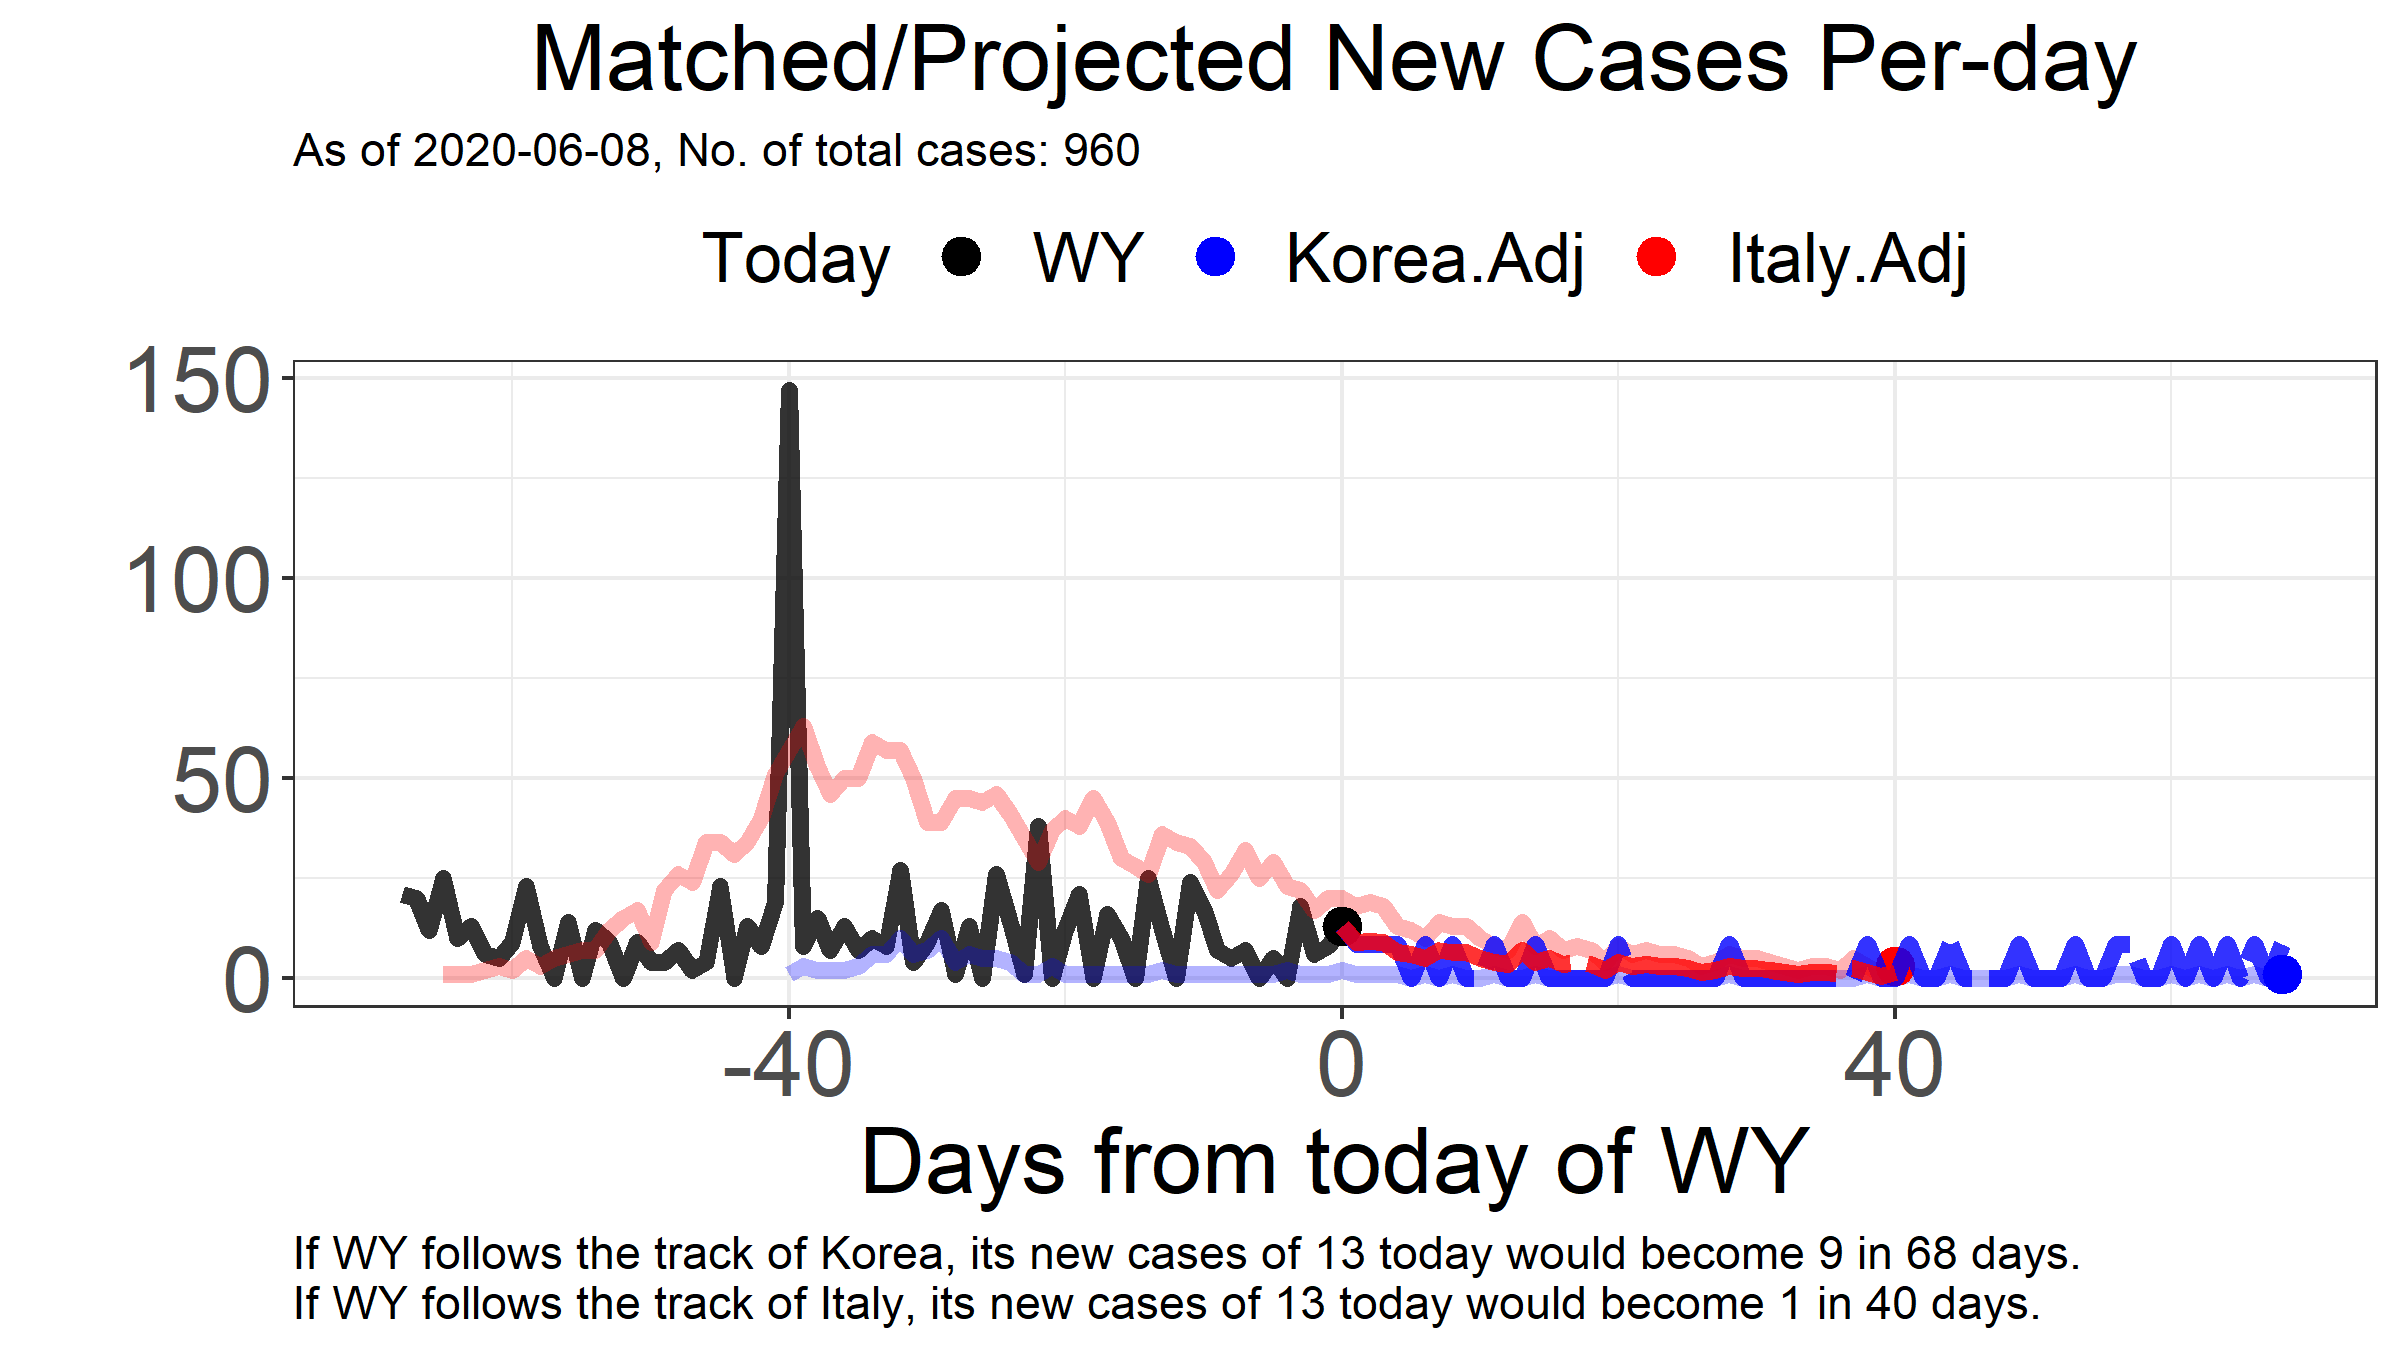 Matched/Projected New Cases Per-day
As of 2020-06-08, No. of total cases: 960
Today WY Korea.Adj Italy.Adj
150
100
50
0
-40 0 40
Days from today of WY
If WY follows the track of Korea, its new cases of 13 today would become 9 in 68 days.
If WY follows the track of Italy, its new cases of 13 today would become 1 in 40 days.